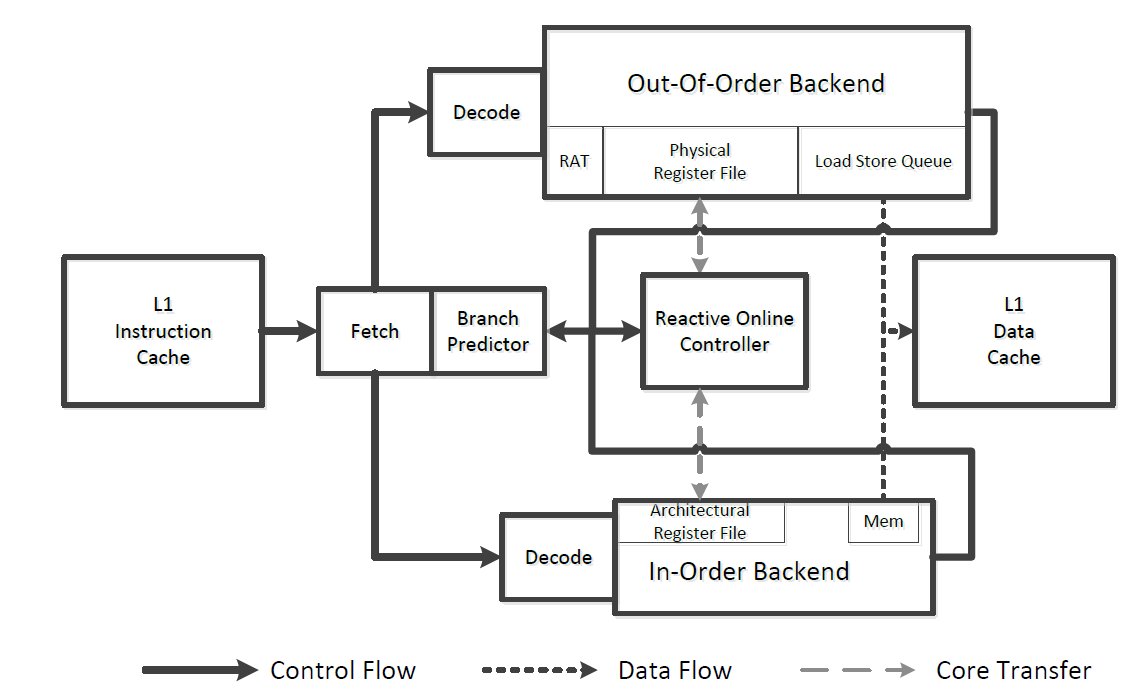 Out-Of-Order Backend
Decode
RAT
Physical
Register File
Load Store Queue
L1
Instruction
Cache
Fetch
Branch
Predictor
Reactive Online
Controller
L1
Data
Cache
Architectural
Register File
Mem
Decode
In-Order Backend
Control Flow
Data Flow
Core Transfer